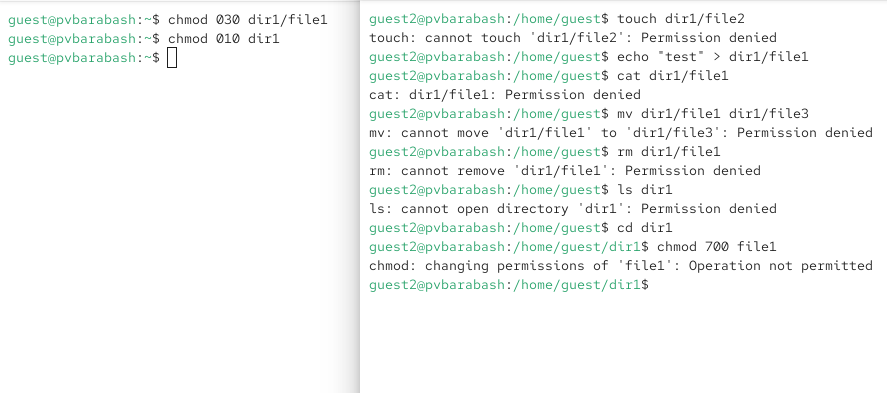 guest@pvbarabash:~$ chmod 030 dir1/file1
guest@pvbarabash:~$ chmod 010 dir1
guest@pvbarabash:~$
guest2@pvbarabash:/home/guest$ touch dir1/file2
touch: cannot touch 'dir1/file2': Permission denied
guest2@pvbarabash:/home/guest$ echo "test" > dir1/file1
guest2@pvbarabash:/home/guest$ cat dir1/file1
cat: dir1/file1: Permission denied
guest2@pvbarabash:/home/guest$ mv dir1/file1 dir1/file3
mv: cannot move 'dir1/file1' to 'dir1/file3': Permission denied
guest2@pvbarabash:/home/guest$ rm dir1/file1
rm: cannot remove 'dir1/file1': Permission denied
guest2@pvbarabash:/home/guest$ ls dir1
ls: cannot open directory 'dir1': Permission denied
guest2@pvbarabash:/home/guest$ cd dir1
guest2@pvbarabash:/home/guest/dir1$ chmod 700 file1
chmod: changing permissions of 'file1': Operation not permitted
guest2@pvbarabash:/home/guest/dir1$